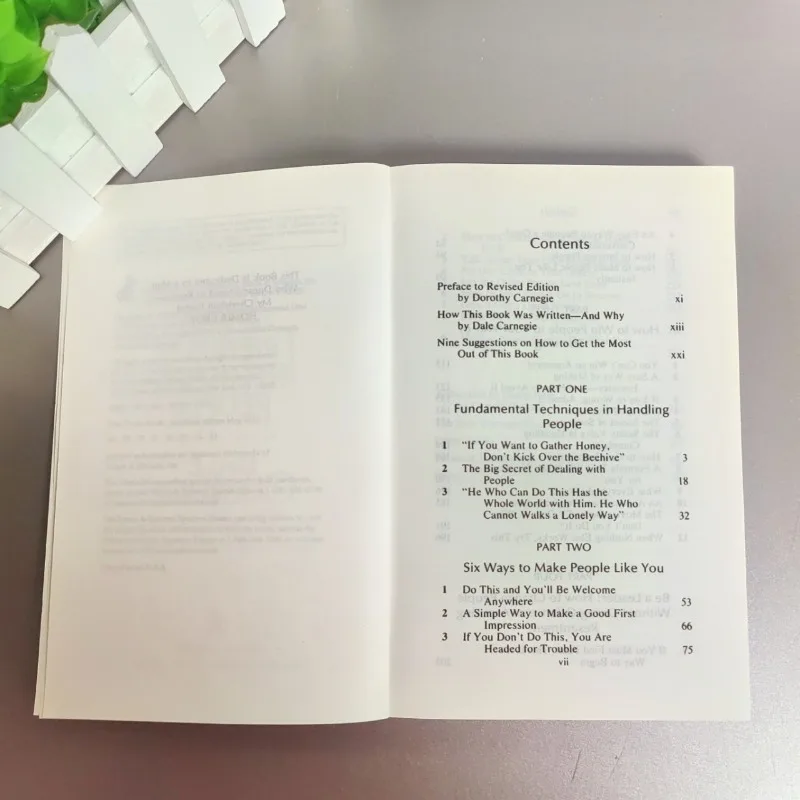 Contents
Preface to Revised Edition
by Dorothy Carnegie xi
How This Book Was Written—And Why
by Dale Carnegie xiii
Nine Suggestions on How to Get the Most
Out of This Book xxi
PART ONE
Fundamental Techniques in Handling
People
1 "If You Want to Gather Honey,
Don't Kick Over the Beehive" 3
2 The Big Secret of Dealing with
People 18
3 "He Who Can Do This Has the
Whole World with Him. He Who
Cannot Walks a Lonely Way" 32
PART TWO
Six Ways to Make People Like You
1 Do This and You'll Be Welcome
Anywhere 53
2 A Simple Way to Make a Good First
Impression 66
3 If You Don't Do This, You Are
Headed for Trouble 75
vii